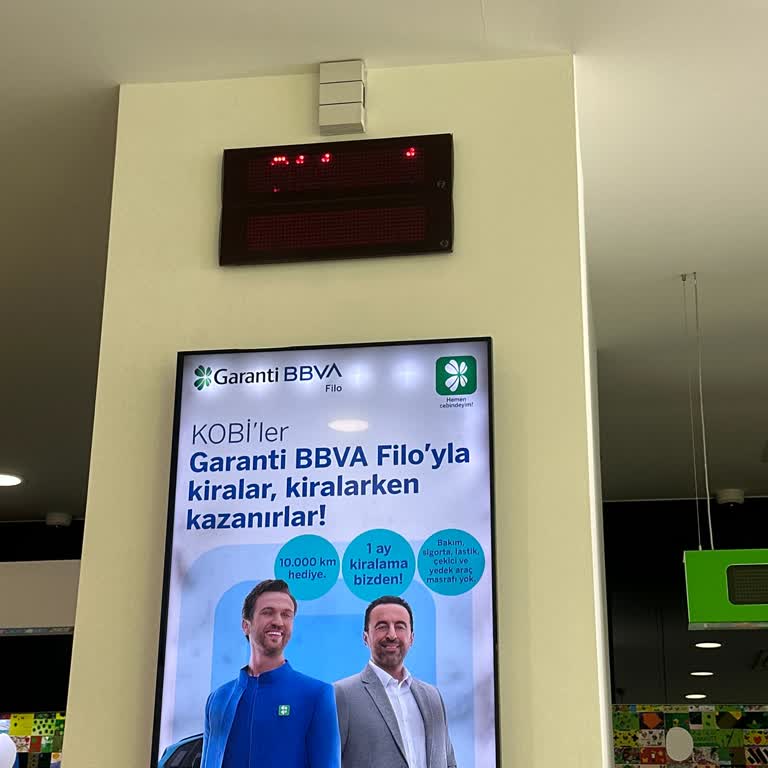 Garanti BBVA
Filo
Hemen
cebindeyim!
KOBİ'ler
Garanti BBVA Filo'yla
kiralar, kiralarken
kazanırlar!
10.000 km
hediye.
1 ay
kiralama
bizden!
Bakım,
sigorta, lastik,
çekici ve
yedek araç
masrafı yok.